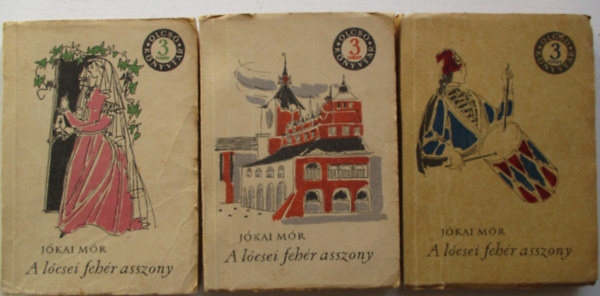 OLCSÓ KÖNYVTÁR
3
JÓKAI MÓR
A lőcsei fehér asszony
OLCSÓ KÖNYVTÁR
3
JÓKAI MÓR
A lőcsei fehér asszony
OLCSÓ KÖNYVTÁR
3
JÓKAI MÓR
A lőcsei fehér asszony